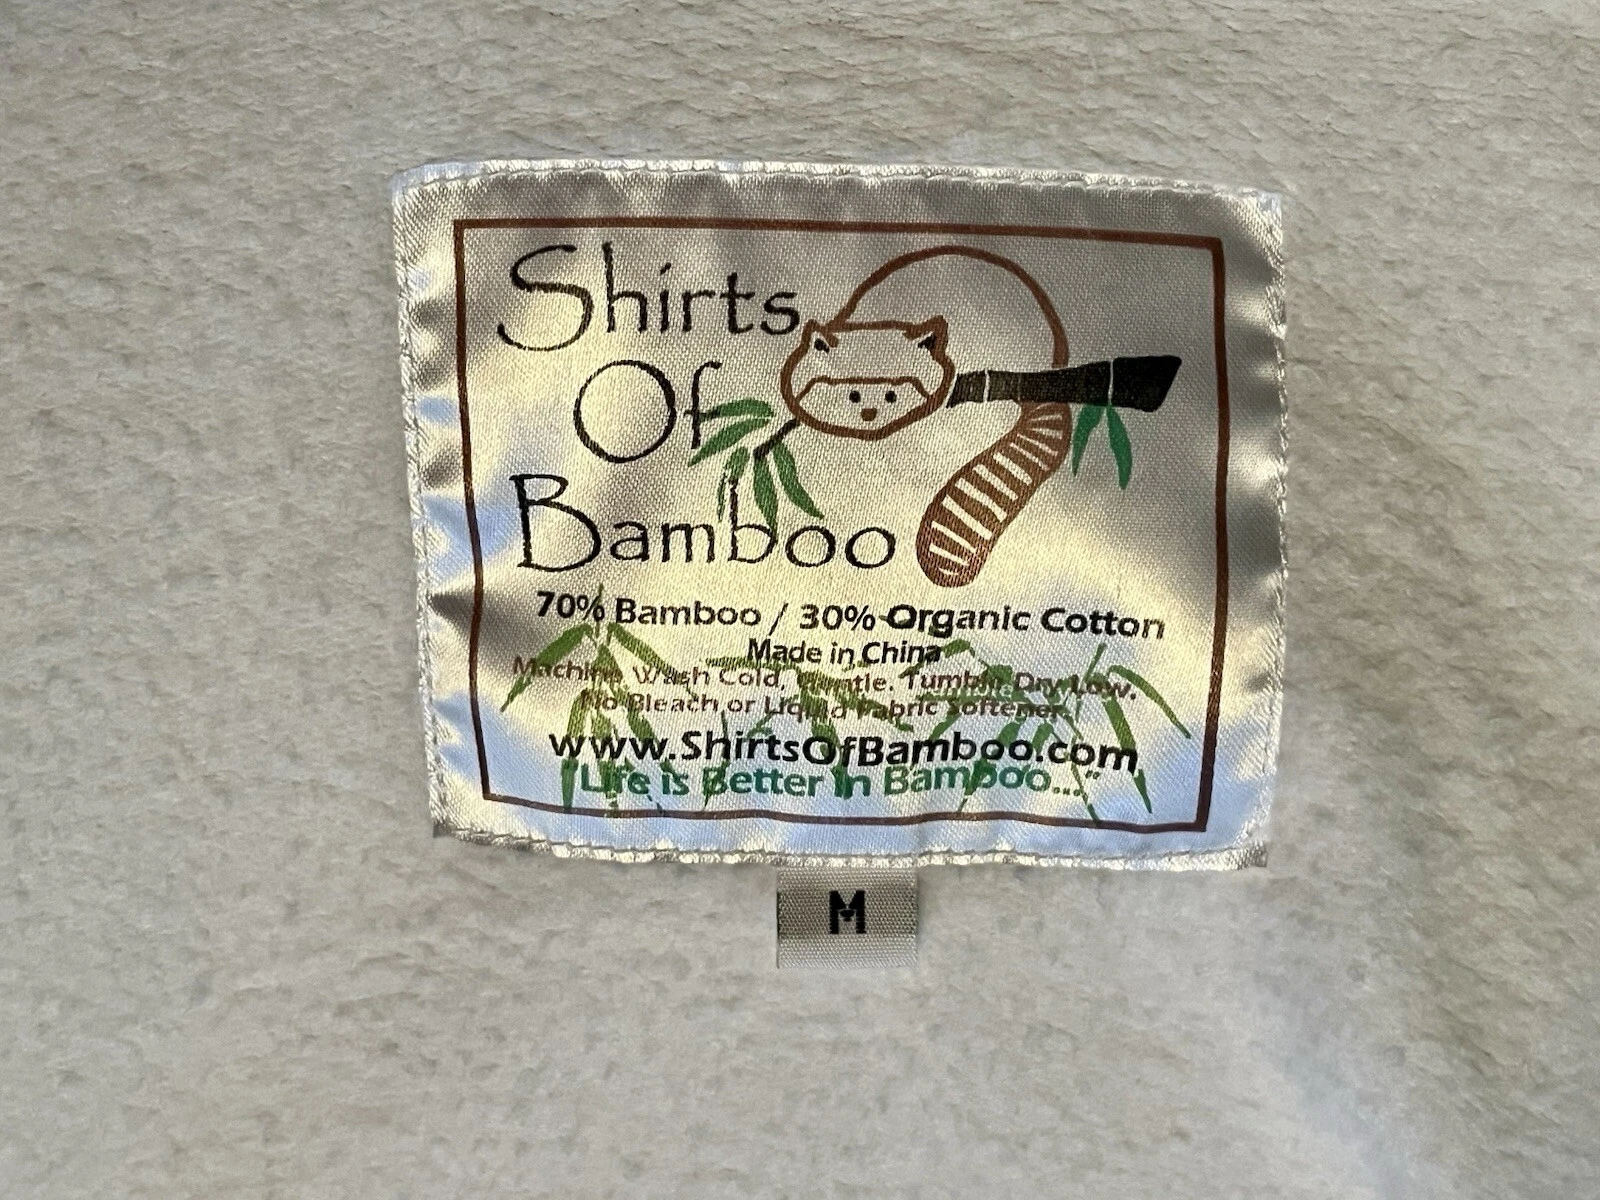 Shirts
Of
Bamboo
70% Bamboo / 30% Organic Cotton
Made in China
Machine Wash Cold, Gentle. Tumble Dry Low.
No Bleach or Liquid Fabric Softener.
www.ShirtsOfBamboo.com
"Life is Better in Bamboo..."
M